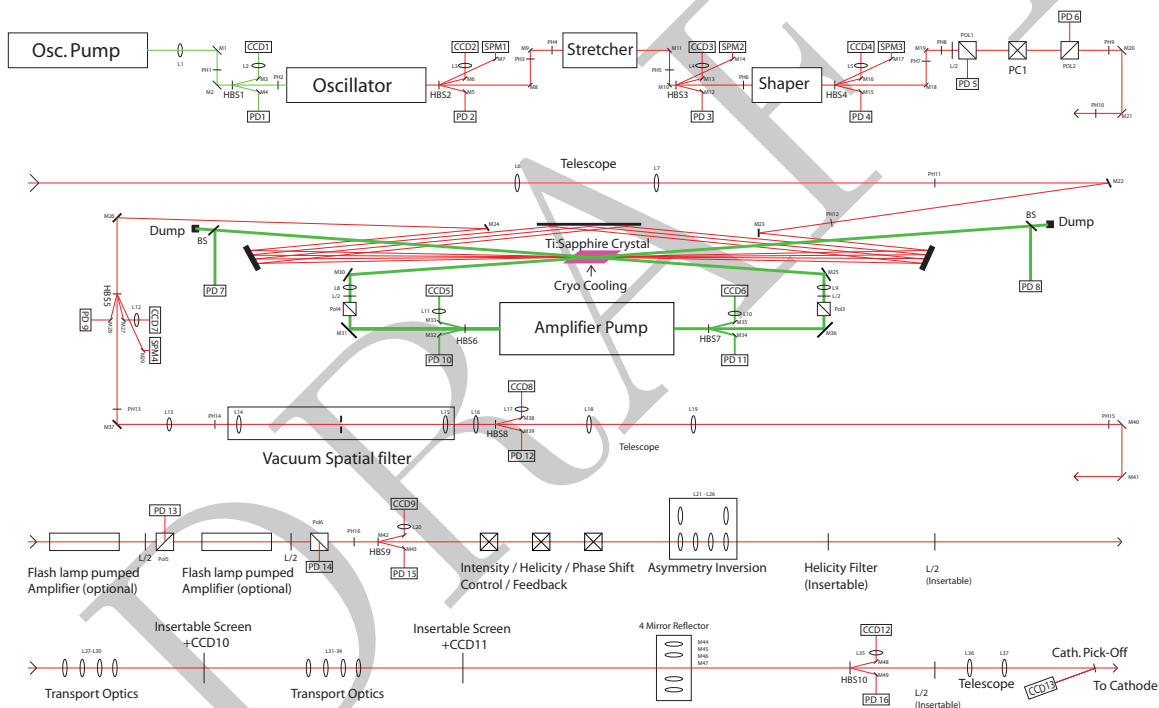 Osc. Pump
L1
M1
PH1
M2
HBS1
CCD1
L2
M3
M4
PD1
PH2
Oscillator
HBS2
CCD2
L3
SPM1
M7
M6
M5
PD 2
M9
PH3
M8
PH4
Stretcher
M11
PH5
M10
HBS3
CCD3
L4
SPM2
M14
M13
M12
PD 3
PH6
Shaper
HBS4
CCD4
L5
SPM3
M17
M16
M15
PD 4
M19
PH7
M18
PH8
L/2
POL1
PD 5
PC1
PD 6
POL2
PH9
M20
PH10
M21
Telescope
L6
L7
PH11
M22
M26
Dump
BS
M24
Ti:Sapphire Crystal
Cryo Cooling
M23
PH12
BS
Dump
PD 7
PD 8
M30
L8
L/2
Pol4
M31
CCD5
L11
M33
M32
PD 10
HBS6
Amplifier Pump
HBS7
CCD6
L10
M35
M34
PD 11
M25
L9
L/2
Pol3
M36
HBS5
PD 9
M28
M27
L12
CCD7
M29
SPM4
PH13
M37
L13
PH14
L14
L15
Vacuum Spatial filter
L16
HBS8
CCD8
L17
M38
M39
PD 12
L18
Telescope
L19
PH15
M40
M41
Flash lamp pumped
Amplifier (optional)
L/2
PD 13
Pol5
Flash lamp pumped
Amplifier (optional)
L/2
Pol6
PD 14
PH16
M42
HBS9
CCD9
L20
M43
PD 15
Intensity / Helicity / Phase Shift
Control / Feedback
L21 - L26
Asymmetry Inversion
Helicity Filter
(Insertable)
L/2
(Insertable)
L27-L30
Transport Optics
Insertable Screen
+CCD10
L31-34
Transport Optics
Insertable Screen
+CCD11
4 Mirror Reflector
M44
M45
M46
M47
HBS10
CCD12
L35
M48
M49
PD 16
L/2
(Insertable)
L36
L37
Telescope
CCD13
Cath. Pick-Off
To Cathode
DRAFT